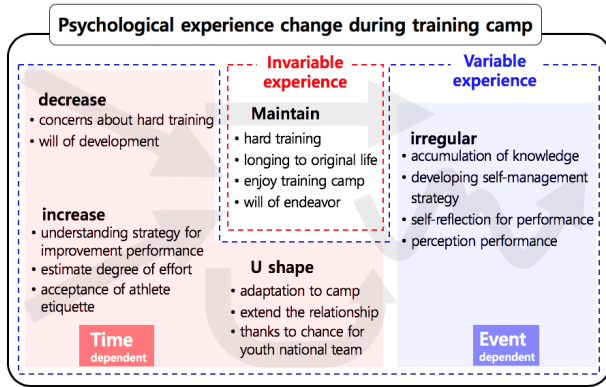 Psychological experience change during training camp
Invariable
experience
Variable
experience
decrease
• concerns about hard training
• will of development
increase
• understanding strategy for
improvement performance
• estimate degree of effort
• acceptance of athlete
etiquette
Time
dependent
Maintain
• hard training
• longing to original life
• enjoy training camp
• will of endeavor
U shape
• adaptation to camp
• extend the relationship
• thanks to chance for
youth national team
irregular
• accumulation of knowledge
• developing self-management
strategy
• self-reflection for performance
• perception performance
Event
dependent